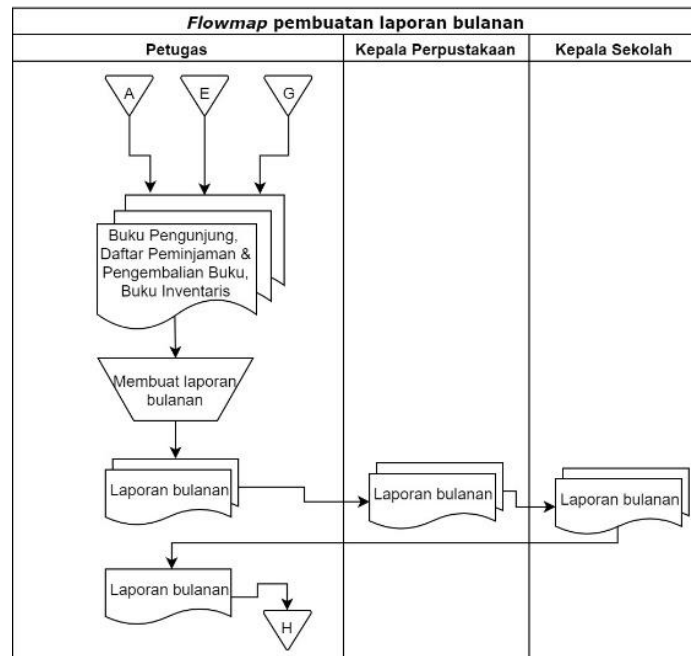 Flowmap pembuatan laporan bulanan
Petugas
Kepala Perpustakaan
Kepala Sekolah
A
E
G
Buku Pengunjung,
Daftar Peminjaman &
Pengembalian Buku,
Buku Inventaris
Membuat laporan
bulanan
Laporan bulanan
Laporan bulanan
Laporan bulanan
Laporan bulanan
H